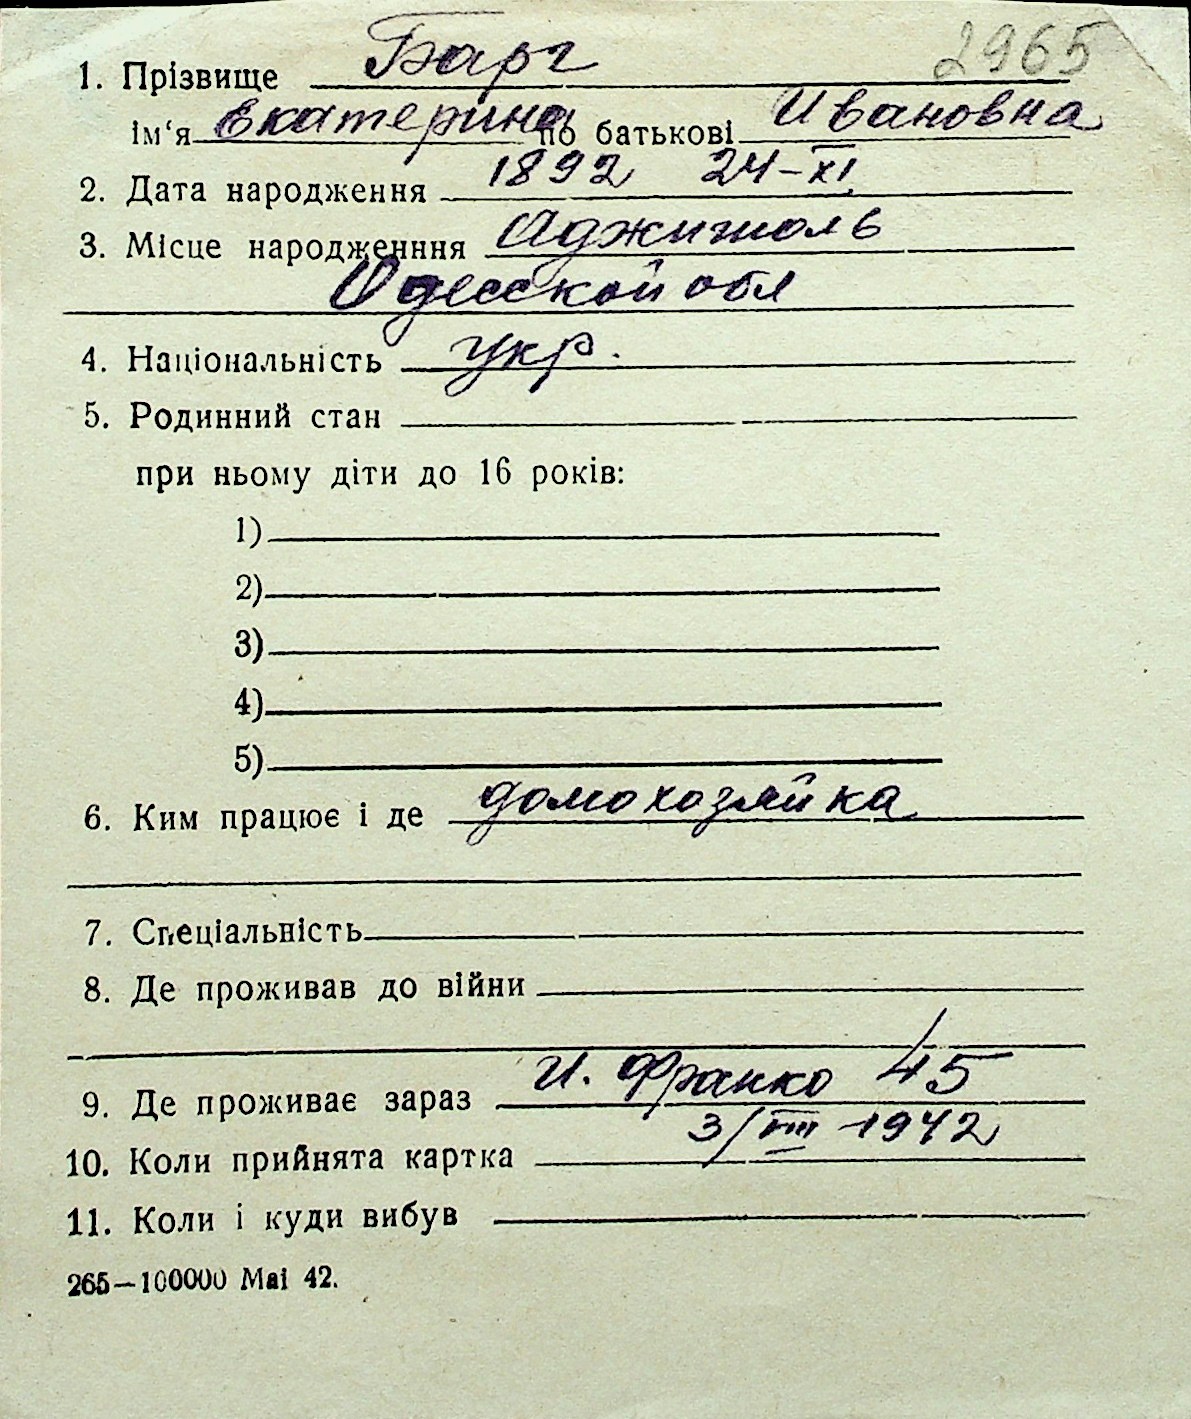 2965
1. Прізвище Барг
ім‘я Екатерина по батькові Ивановна
2. Дата народження 1892 24-XI
3. Місце народженння Аджиголь
Одесской обл
4. Національність укр.
5. Родинний стан
при ньому діти до 16 років:
1)
2)
3)
4)
5)
6. Ким працює і де домохозяйка
7. Спеціальність
8. Де проживав до війни
9. Де проживає зараз И. Франко 45
10. Коли прийнята картка 3/VIII 1942
11. Коли і куди вибув
265—100000 Mai 42.